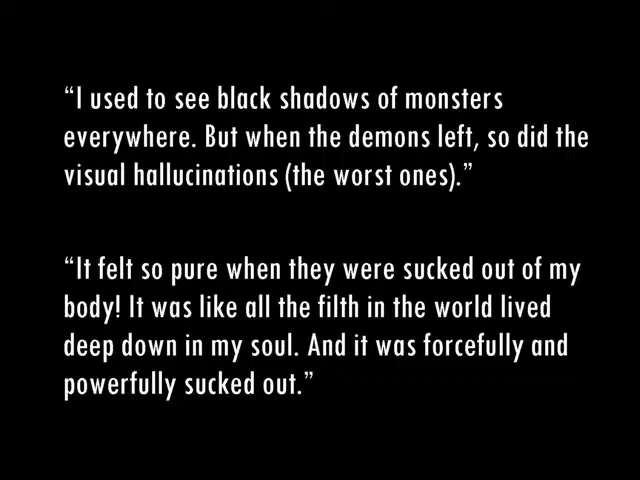 “I used to see black shadows of monsters
everywhere. But when the demons left, so did the
visual hallucinations (the worst ones).”
“It felt so pure when they were sucked out of my
body! It was like all the filth in the world lived
deep down in my soul. And it was forcefully and
powerfully sucked out.”